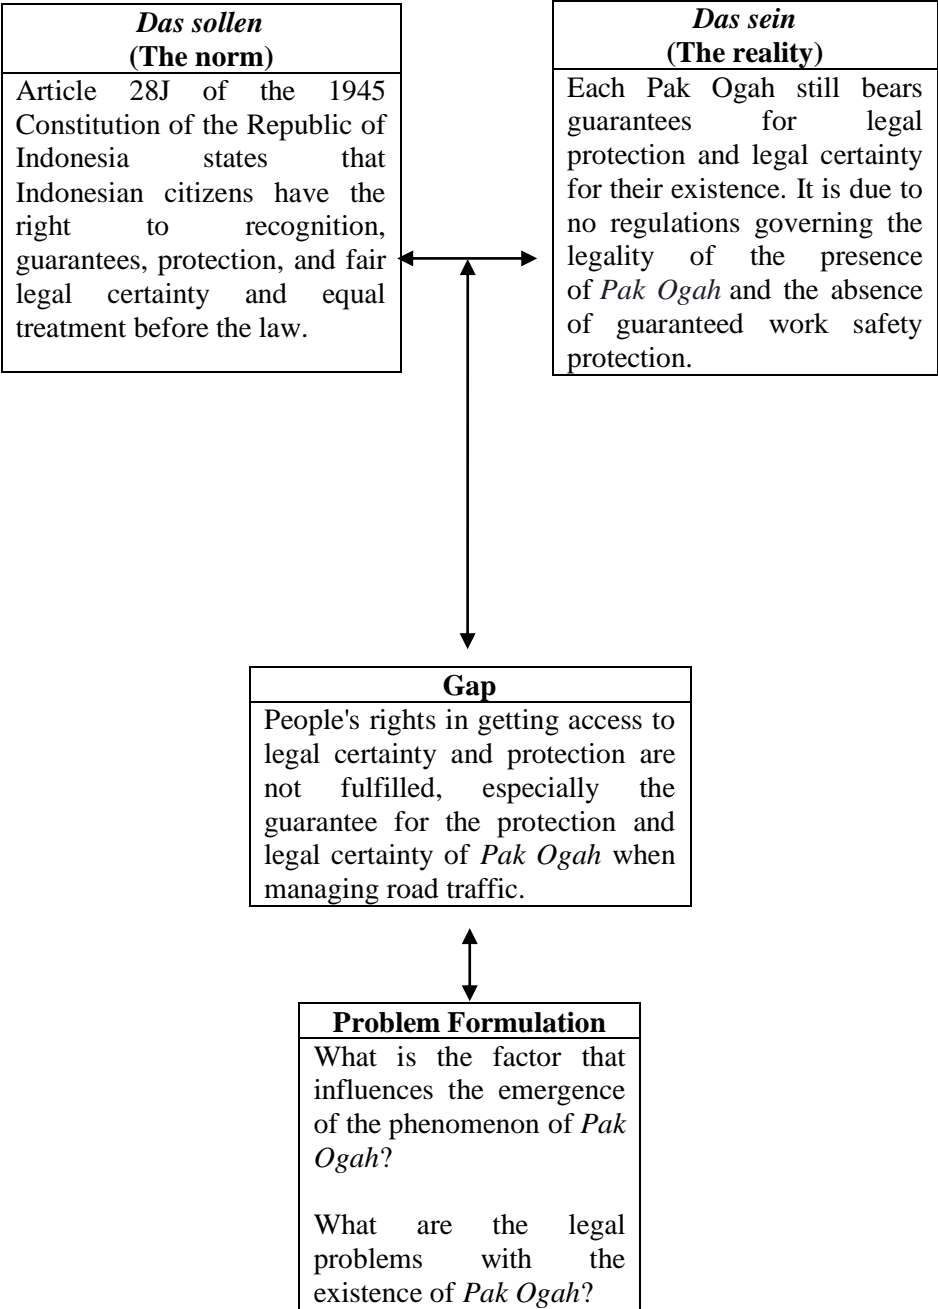 Das sollen
(The norm)
Article 28J of the 1945
Constitution of the Republic of
Indonesia states that
Indonesian citizens have the
right to recognition,
guarantees, protection, and fair
legal certainty and equal
treatment before the law.
Das sein
(The reality)
Each Pak Ogah still bears
guarantees for legal
protection and legal certainty
for their existence. It is due to
no regulations governing the
legality of the presence
of Pak Ogah and the absence
of guaranteed work safety
protection.
Gap
People's rights in getting access to
legal certainty and protection are
not fulfilled, especially the
guarantee for the protection and
legal certainty of Pak Ogah when
managing road traffic.
Problem Formulation
What is the factor that
influences the emergence
of the phenomenon of Pak
Ogah?
What are the legal
problems with the
existence of Pak Ogah?